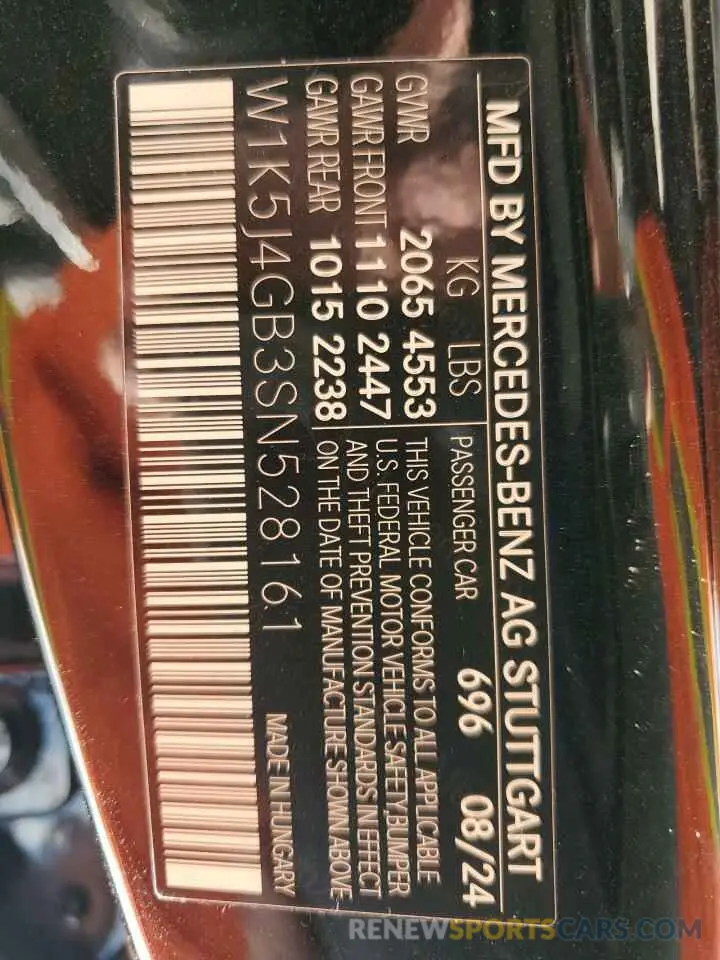 MFD BY MERCEDES-BENZ AG STUTTGART
KG LBS PASSENGER CAR 696 08/24
GVWR 2065 4553 THIS VEHICLE CONFORMS TO ALL APPLICABLE
GAWR FRONT 1110 2447 U.S. FEDERAL MOTOR VEHICLE SAFETY,BUMPER
AND THEFT PREVENTION STANDARDS IN EFFECT
GAWR REAR 1015 2238 ON THE DATE OF MANUFACTURE SHOWN ABOVE
W1K5J4GB3SN528161 MADE IN HUNGARY
RENEWSPORTSCARS.COM